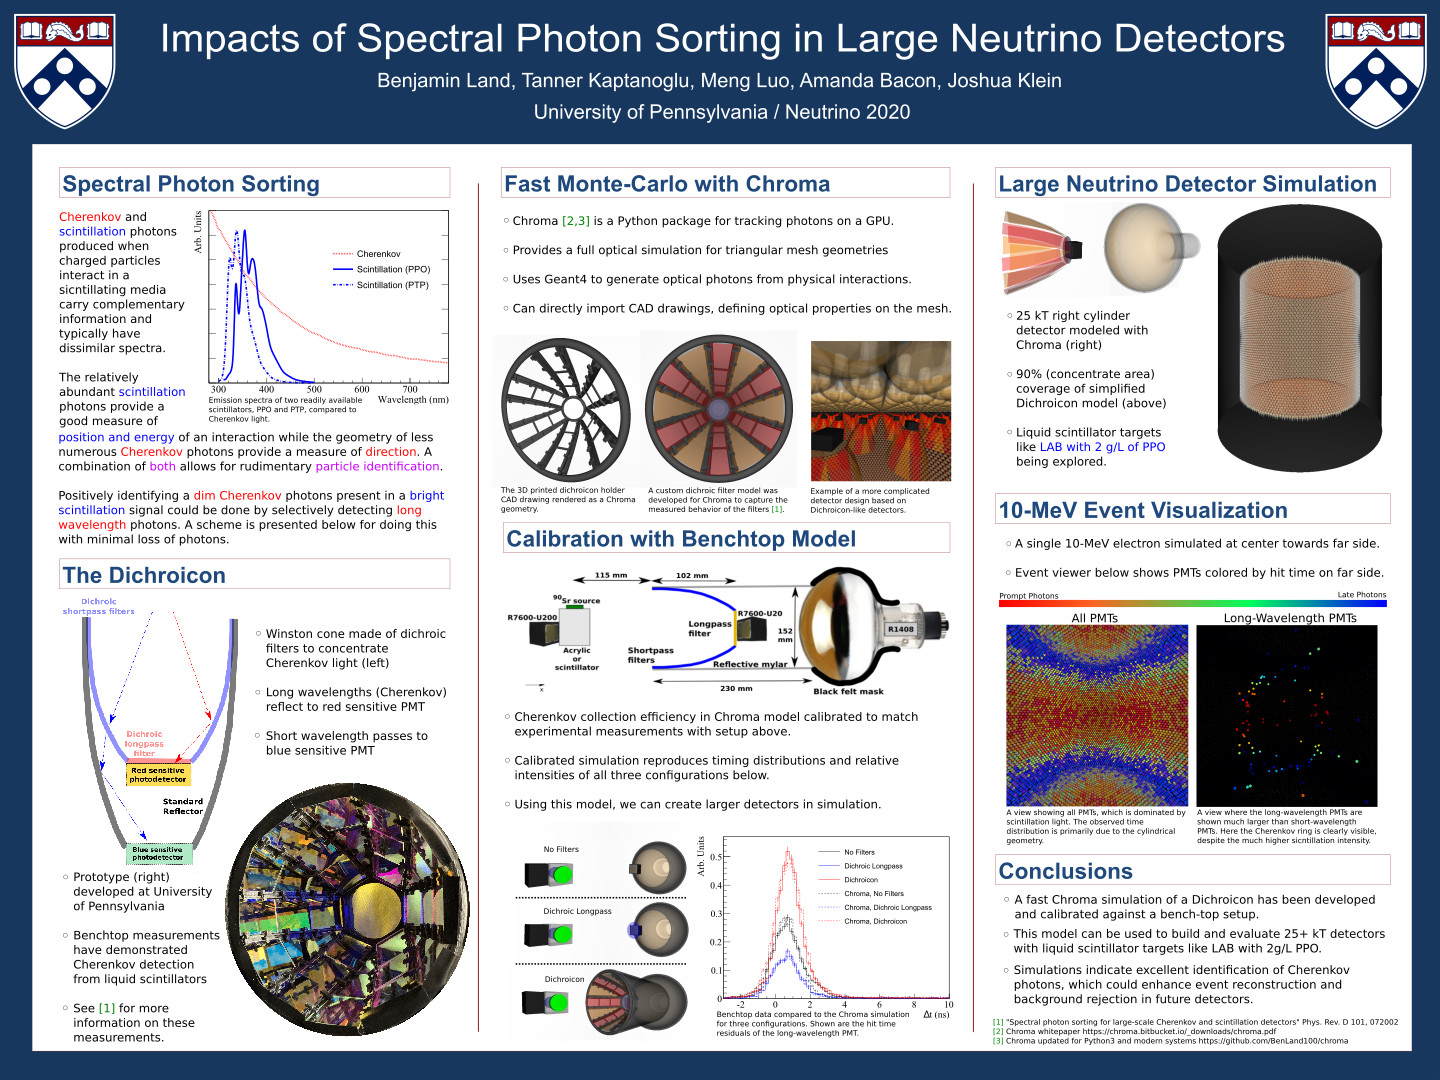 Impacts of Spectral Photon Sorting in Large Neutrino Detectors
Benjamin Land, Tanner Kaptanoglu, Meng Luo, Amanda Bacon, Joshua Klein
University of Pennsylvania / Neutrino 2020
Spectral Photon Sorting
Cherenkov and
scintillation photons
produced when
charged particles
interact in a
sicntillating media
carry complementary
information and
typically have
dissimilar spectra.
The relatively
abundant scintillation
photons provide a
good measure of
position and energy of an interaction while the geometry of less
numerous Cherenkov photons provide a measure of direction. A
combination of both allows for rudimentary particle identification.
Arb. Units
Cherenkov
Scintillation (PPO)
Scintillation (PTP)
300 400 500 600 700
Wavelength (nm)
Emission spectra of two readily available
scintillators, PPO and PTP, compared to
Cherenkov light.
Positively identifying a dim Cherenkov photons present in a bright
scintillation signal could be done by selectively detecting long
wavelength photons. A scheme is presented below for doing this
with minimal loss of photons.
The Dichroicon
Dichroic
shortpass filters
Dichroic
longpass
filter
Red sensitive
photodetector
Standard
Reflector
Blue sensitive
photodetector
◦ Winston cone made of dichroic
filters to concentrate
Cherenkov light (left)
◦ Long wavelengths (Cherenkov)
reflect to red sensitive PMT
◦ Short wavelength passes to
blue sensitive PMT
◦ Prototype (right)
developed at University
of Pennsylvania
◦ Benchtop measurements
have demonstrated
Cherenkov detection
from liquid scintillators
◦ See [1] for more
information on these
measurements.
Fast Monte-Carlo with Chroma
◦ Chroma [2,3] is a Python package for tracking photons on a GPU.
◦ Provides a full optical simulation for triangular mesh geometries
◦ Uses Geant4 to generate optical photons from physical interactions.
◦ Can directly import CAD drawings, defining optical properties on the mesh.
The 3D printed dichroicon holder
CAD drawing rendered as a Chroma
geometry.
A custom dichroic filter model was
developed for Chroma to capture the
measured behavior of the filters [1].
Example of a more complicated
detector design based on
Dichroicon-like detectors.
Calibration with Benchtop Model
115 mm
102 mm
90Sr source
R7600-U200
R7600-U20
Longpass
filter
152
mm
R1408
Acrylic
or
scintillator
Shortpass
filters
Reflective mylar
x
230 mm
Black felt mask
◦ Cherenkov collection efficiency in Chroma model calibrated to match
experimental measurements with setup above.
◦ Calibrated simulation reproduces timing distributions and relative
intensities of all three configurations below.
◦ Using this model, we can create larger detectors in simulation.
No Filters
Dichroic Longpass
Dichroicon
Arb. Units
0.5
0.4
0.3
0.2
0.1
0
No Filters
Dichroic Longpass
Dichroicon
Chroma, No Filters
Chroma, Dichroic Longpass
Chroma, Dichroicon
-2 0 2 4 6 8 10
Δt (ns)
Benchtop data compared to the Chroma simulation
for three configurations. Shown are the hit time
residuals of the long-wavelength PMT.
Large Neutrino Detector Simulation
◦ 25 kT right cylinder
detector modeled with
Chroma (right)
◦ 90% (concentrate area)
coverage of simplified
Dichroicon model (above)
◦ Liquid scintillator targets
like LAB with 2 g/L of PPO
being explored.
10-MeV Event Visualization
◦ A single 10-MeV electron simulated at center towards far side.
◦ Event viewer below shows PMTs colored by hit time on far side.
Prompt Photons
Late Photons
All PMTs
Long-Wavelength PMTs
A view showing all PMTs, which is dominated by
scintillation light. The observed time
distribution is primarily due to the cylindrical
geometry.
A view where the long-wavelength PMTs are
shown much larger than short-wavelength
PMTs. Here the Cherenkov ring is clearly visible,
despite the much higher sicntillation intensity.
Conclusions
◦ A fast Chroma simulation of a Dichroicon has been developed
and calibrated against a bench-top setup.
◦ This model can be used to build and evaluate 25+ kT detectors
with liquid scintillator targets like LAB with 2g/L PPO.
◦ Simulations indicate excellent identification of Cherenkov
photons, which could enhance event reconstruction and
background rejection in future detectors.
[1] "Spectral photon sorting for large-scale Cherenkov and scintillation detectors" Phys. Rev. D 101, 072002
[2] Chroma whitepaper https://chroma.bitbucket.io/_downloads/chroma.pdf
[3] Chroma updated for Python3 and modern systems https://github.com/BenLand100/chroma